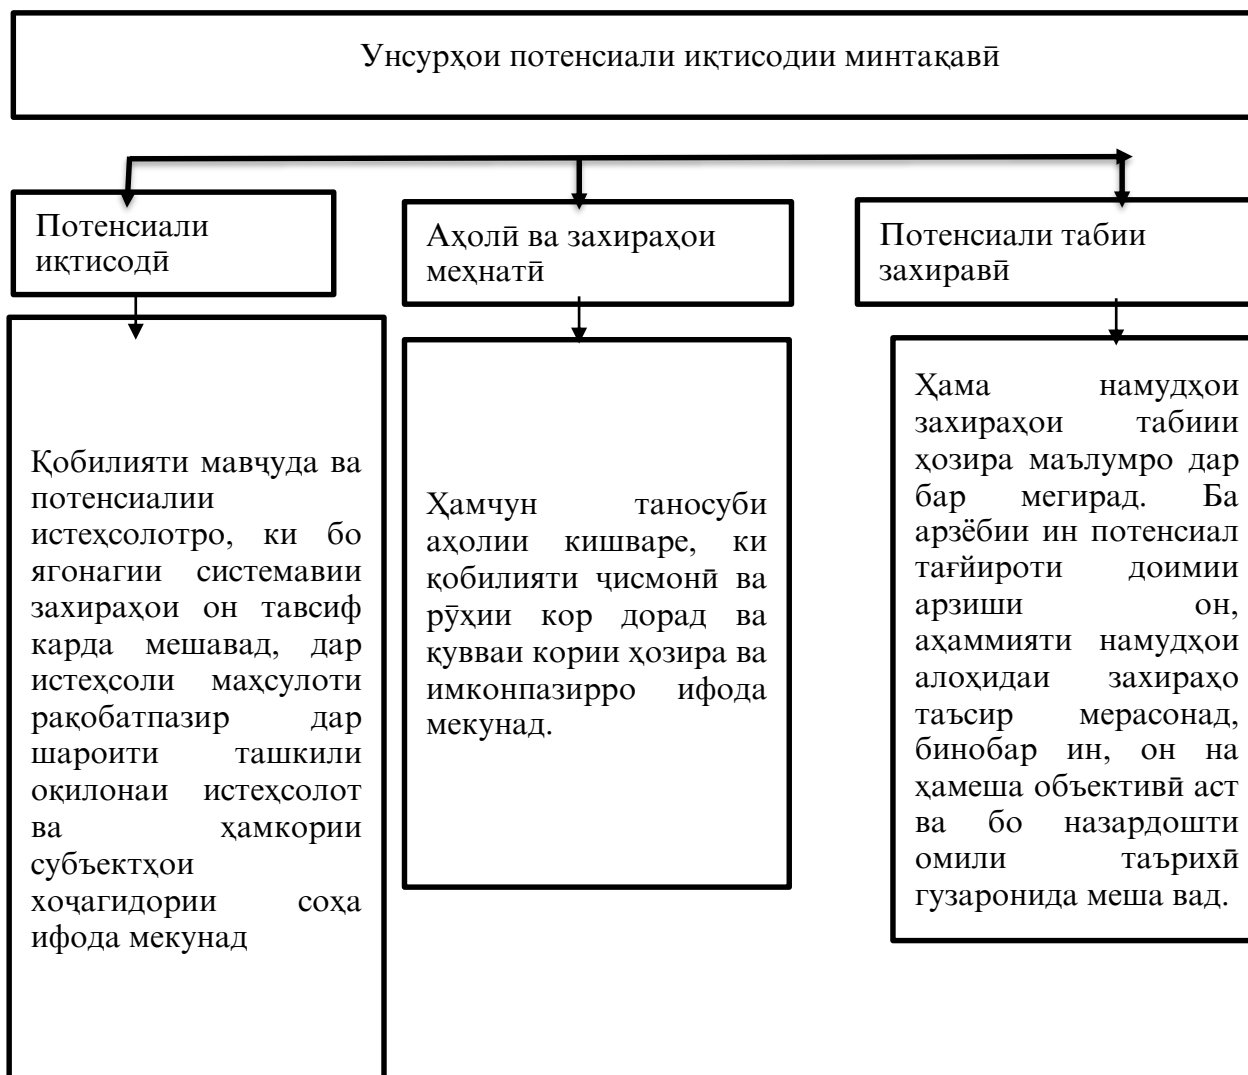 Унсурҳои потенсиали иқтисодии минтақавӣ
Потенсиали
иқтисодӣ
Аҳолӣ ва захираҳои
меҳнатӣ
Потенсиали табии
захиравӣ
Қобилияти мавҷуда ва
потенсиалии
истеҳсолотро, ки бо
ягонагии системавии
захираҳои он тавсиф
карда мешавад, дар
истеҳсоли маҳсулоти
рақобатпазир дар
шароити ташкили
оқилонаи истеҳсолот
ва ҳамкории
субъектҳои
хоҷагидории соҳа
ифода мекунад
Ҳамчун таносуби
аҳолии кишваре, ки
қобилияти ҷисмонӣ ва
рӯҳии кор дорад ва
қувваи кории ҳозира ва
имконпазирро ифода
мекунад.
Ҳама намудҳои
захираҳои табиии
ҳозира маълумро дар
бар мегирад. Ба
арзёбии ин потенсиал
тағйироти доимии
арзиши он,
аҳаммияти намудҳои
алоҳидаи захираҳо
таъсир мерасонад,
бинобар ин, он на
ҳамеша объективӣ аст
ва бо назардошти
омили таърихӣ
гузаронида меша вад.